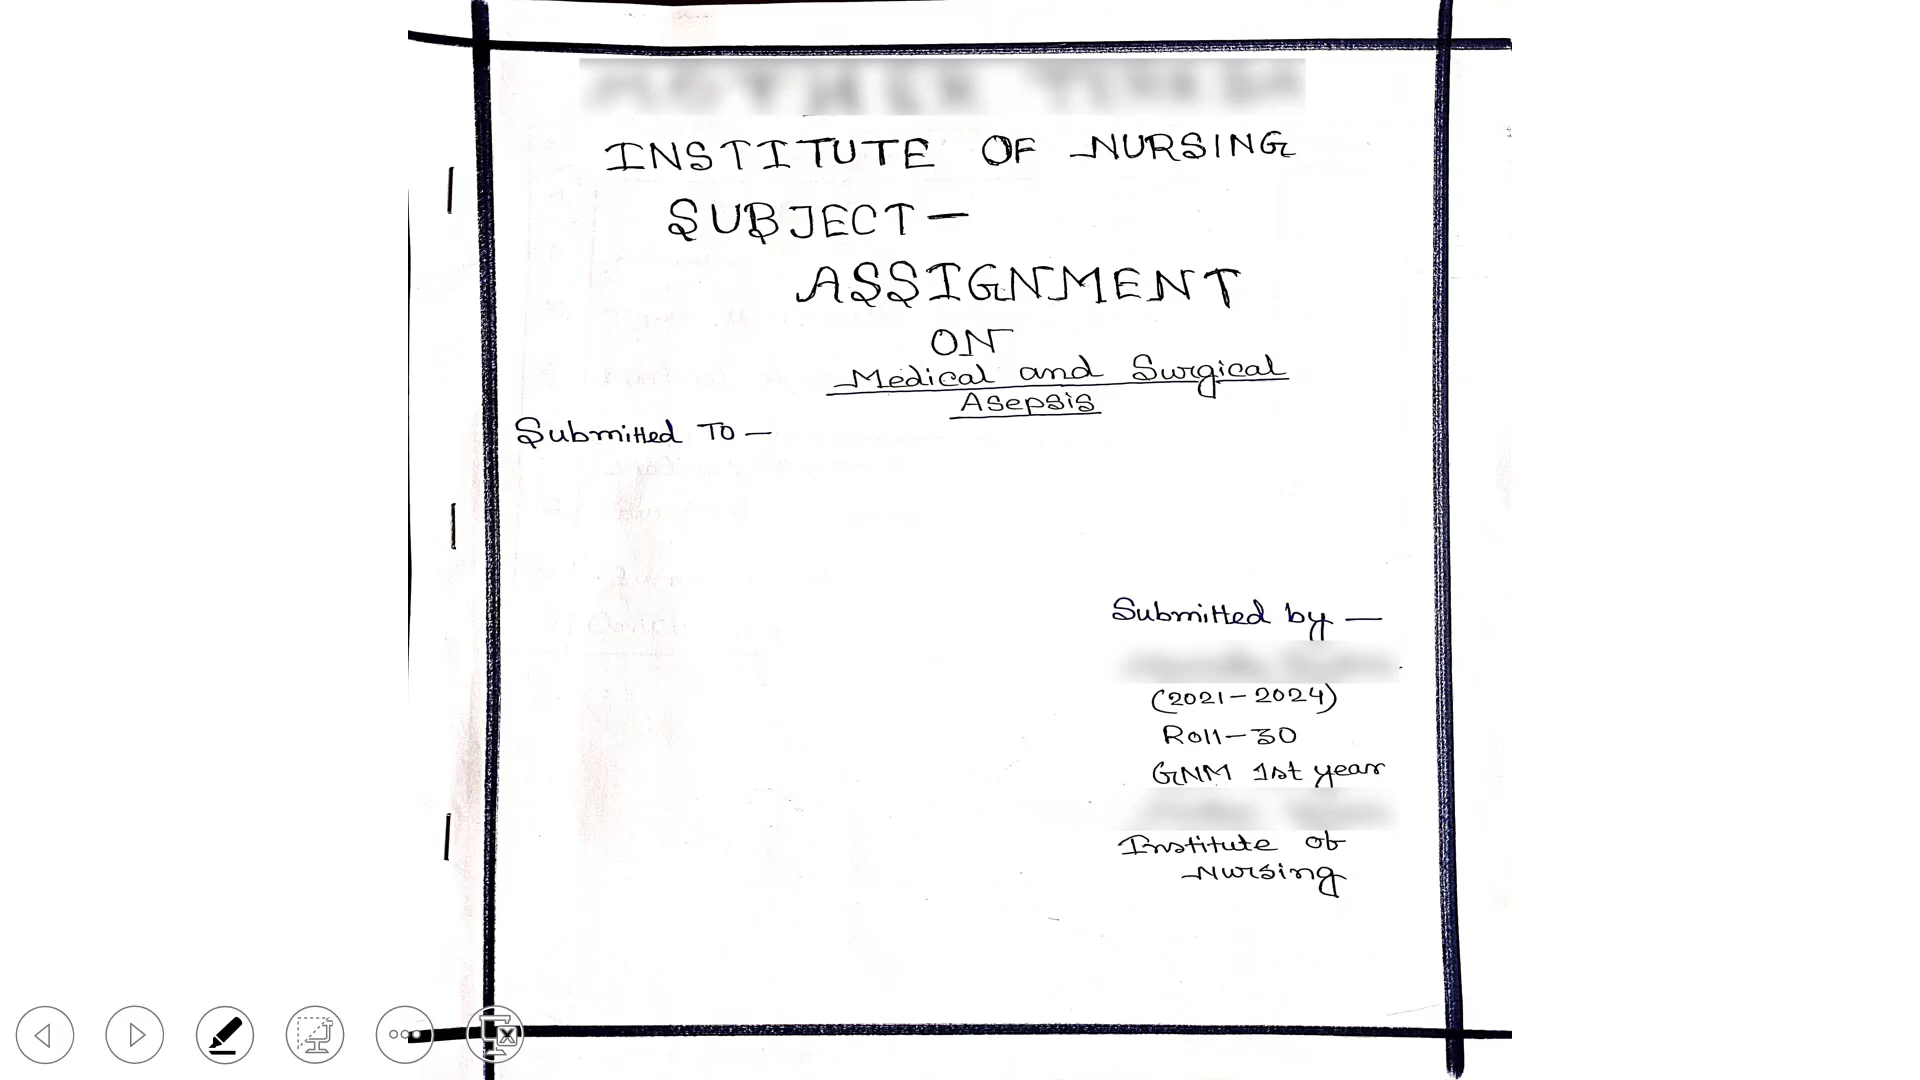 INSTITUTE OF NURSING
SUBJECT-
ASSIGNMENT
ON
Medical and Surgical
Asepsis
Submitted To-
Submitted by-
(2021-2024)
Roll-30
GNM 1st year
Institute of
Nursing